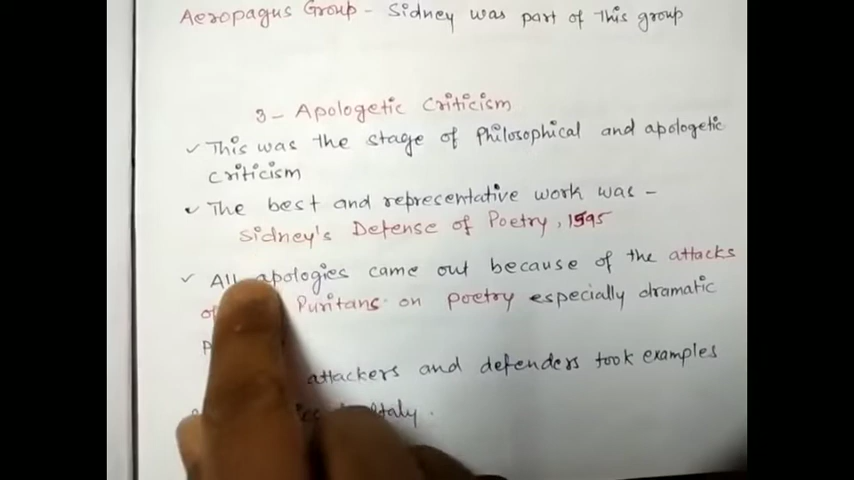 Aeropagus Group - Sidney was part of this group
3- Apologetic Criticism
✓ This was the stage of Philosophical and apologetic
criticism
✓ The best and representative work was -
Sidney's Defense of Poetry, 1595
✓ All apologies came out because of the attacks
Puritans on poetry especially dramatic
attackers and defenders took examples
Italy.